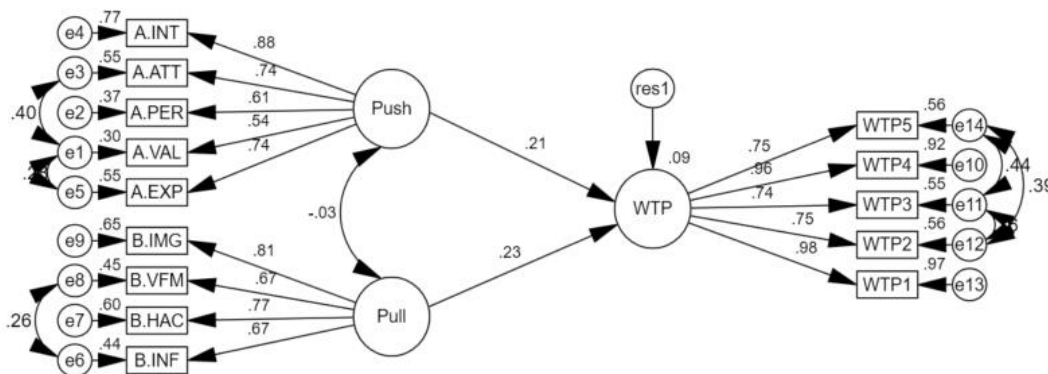 e4 .77 A.INT .88
e3 .55 A.ATT .74
e2 .37 A.PER .61
.40
e1 .30 A.VAL .54
e5 .55 A.EXP .74
Push
.21
res1
.09
WTP
-.03
.23
e9 .65 B.IMG .81
e8 .45 B.VFM .67
.26
e7 .60 B.HAC .77
e6 .44 B.INF .67
Pull
.75 WTP5 .56 e14
.96 WTP4 .92 e10
.44
.39
.74 WTP3 .55 e11
.75 WTP2 .56 e12
.98 WTP1 .97 e13